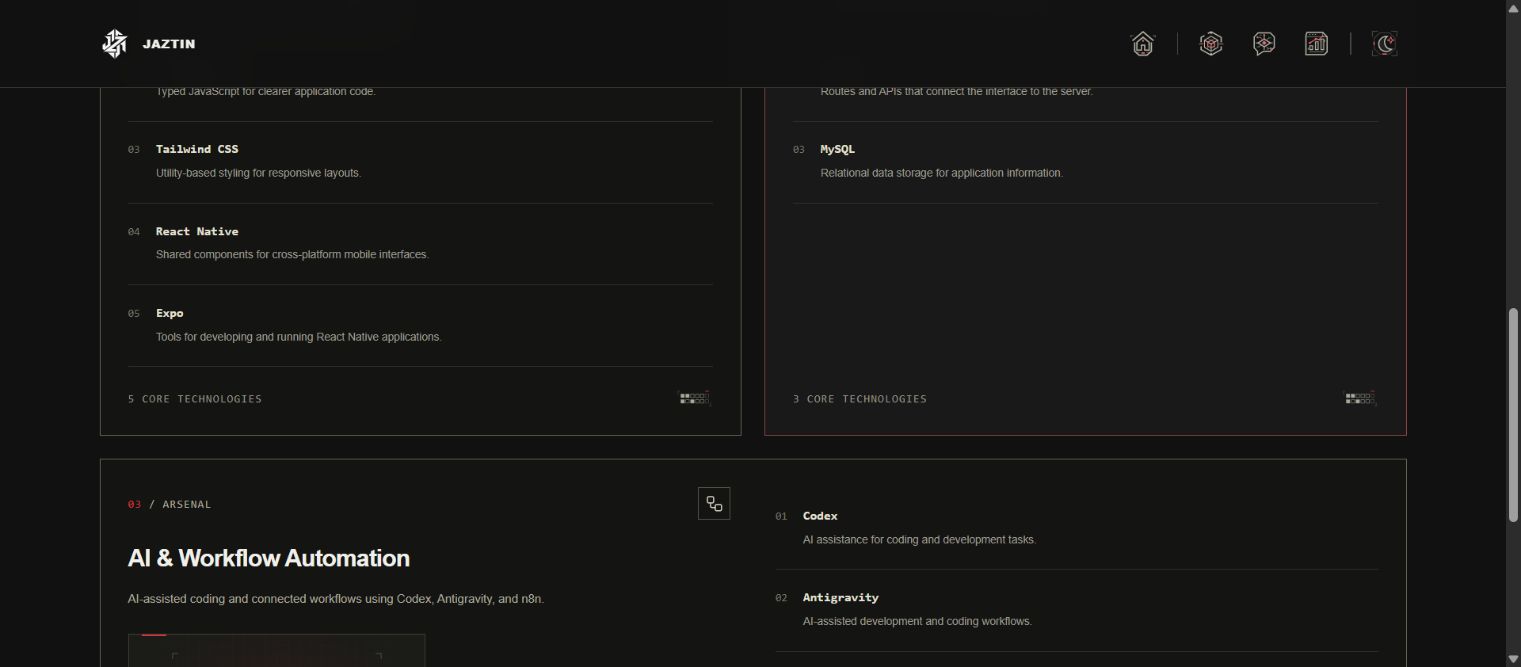 JAZTIN
Typed JavaScript for clearer application code.
03 Tailwind CSS
Utility-based styling for responsive layouts.
04 React Native
Shared components for cross-platform mobile interfaces.
05 Expo
Tools for developing and running React Native applications.
5 CORE TECHNOLOGIES
Routes and APIs that connect the interface to the server.
03 MySQL
Relational data storage for application information.
3 CORE TECHNOLOGIES
03 / ARSENAL
AI & Workflow Automation
AI-assisted coding and connected workflows using Codex, Antigravity, and n8n.
01 Codex
AI assistance for coding and development tasks.
02 Antigravity
AI-assisted development and coding workflows.